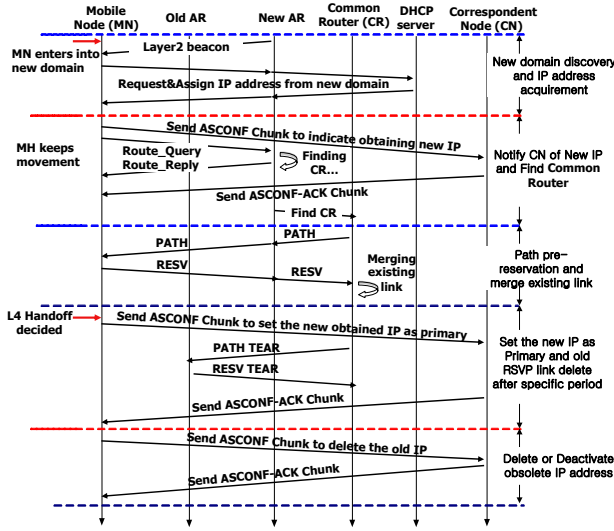 Mobile
Node (MN)
Old AR
New AR
Common
Router (CR)
DHCP
server
Correspondent
Node (CN)
MN enters into
new domain
Layer2 beacon
Request&Assign IP address from new domain
New domain discovery
and IP address
acquirement
Send ASCONF Chunk to indicate obtaining new IP
MH keeps
movement
Route_Query
Route_Reply
Finding
CR...
Notify CN of New IP
and Find Common
Router
Send ASCONF-ACK Chunk
Find CR
PATH
PATH
RESV
RESV
Merging
existing
link
Path pre-
reservation and
merge existing link
L4 Handoff
decided
Send ASCONF Chunk to set the new obtained IP as primary
PATH TEAR
RESV TEAR
Set the new IP as
Primary and old
RSVP link delete
after specific period
Send ASCONF-ACK Chunk
Send ASCONF Chunk to delete the old IP
Send ASCONF-ACK Chunk
Delete or Deactivate
obsolete IP address